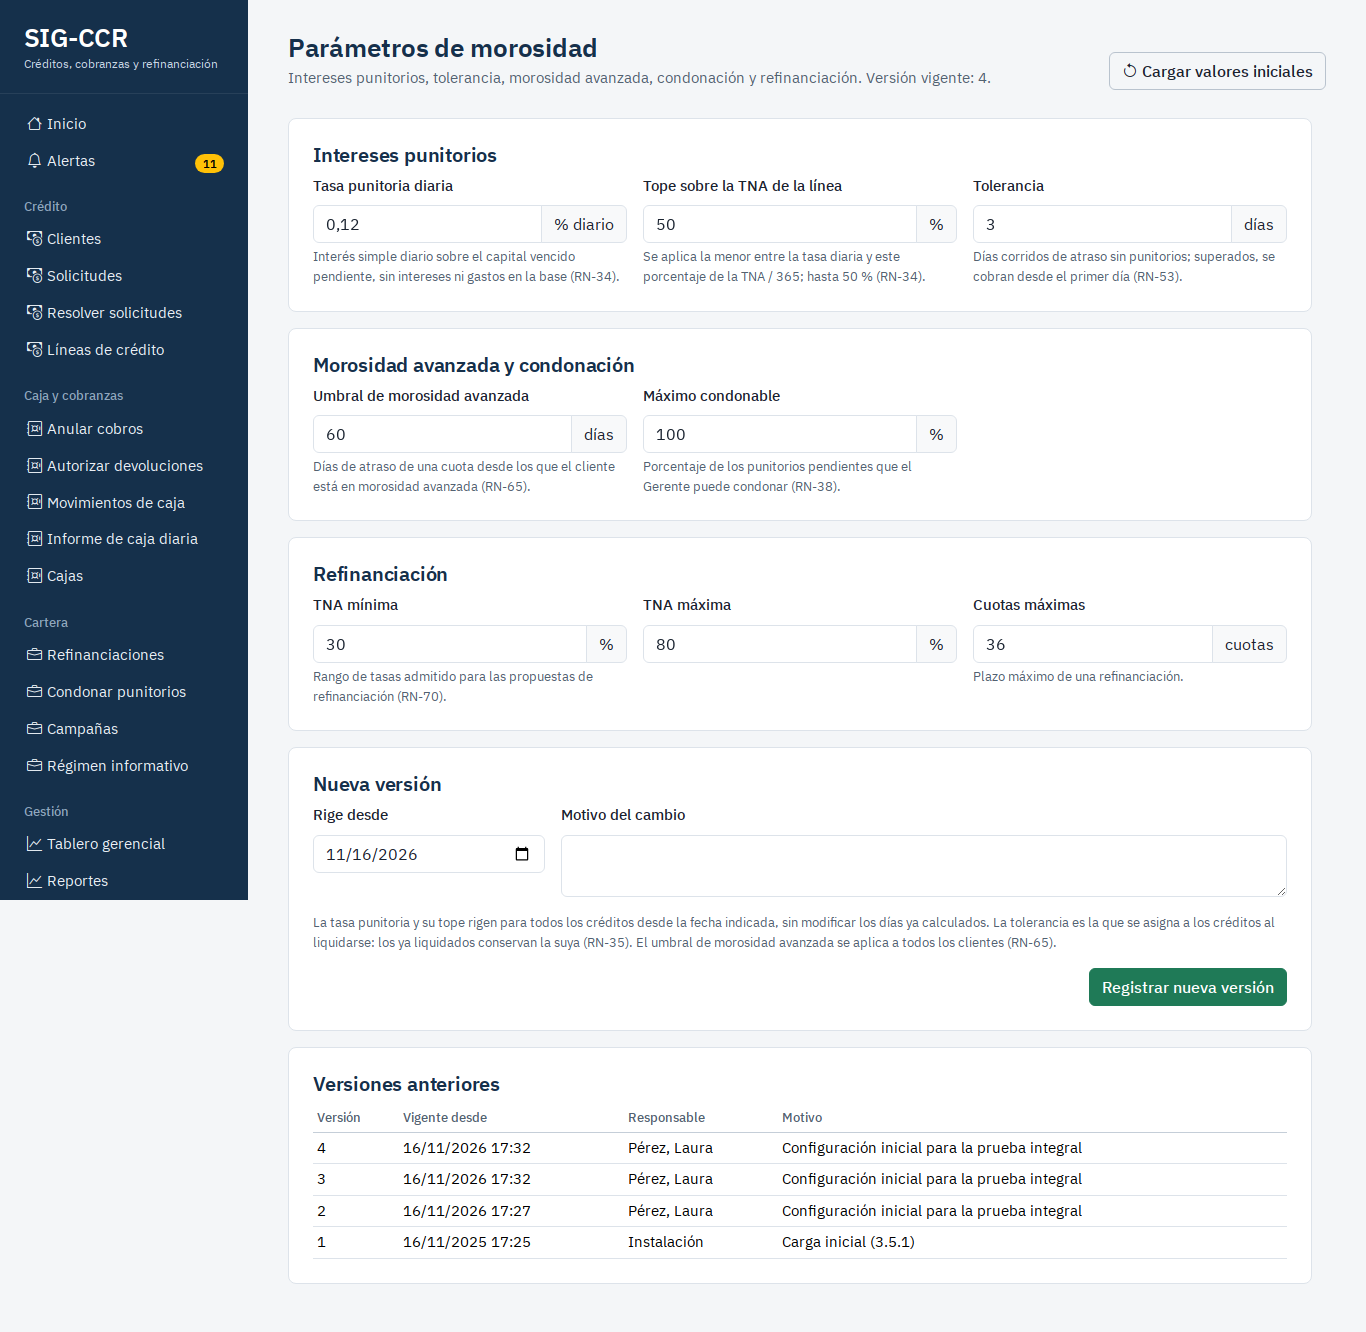 SIG-CCR
Créditos, cobranzas y refinanciación
Inicio
Alertas 11
Crédito
Clientes
Solicitudes
Resolver solicitudes
Líneas de crédito
Caja y cobranzas
Anular cobros
Autorizar devoluciones
Movimientos de caja
Informe de caja diaria
Cajas
Cartera
Refinanciaciones
Condonar punitorios
Campañas
Régimen informativo
Gestión
Tablero gerencial
Reportes
Parámetros de morosidad
Intereses punitorios, tolerancia, morosidad avanzada, condonación y refinanciación. Versión vigente: 4.
Cargar valores iniciales
Intereses punitorios
Tasa punitoria diaria
0,12 % diario
Interés simple diario sobre el capital vencido
pendiente, sin intereses ni gastos en la base (RN-34).
Tope sobre la TNA de la línea
50 %
Se aplica la menor entre la tasa diaria y este
porcentaje de la TNA / 365; hasta 50 % (RN-34).
Tolerancia
3 días
Días corridos de atraso sin punitorios; superados, se
cobran desde el primer día (RN-53).
Morosidad avanzada y condonación
Umbral de morosidad avanzada
60 días
Días de atraso de una cuota desde los que el cliente
está en morosidad avanzada (RN-65).
Máximo condonable
100 %
Porcentaje de los punitorios pendientes que el
Gerente puede condonar (RN-38).
Refinanciación
TNA mínima
30 %
Rango de tasas admitido para las propuestas de
refinanciación (RN-70).
TNA máxima
80 %
Cuotas máximas
36 cuotas
Plazo máximo de una refinanciación.
Nueva versión
Rige desde
11/16/2026
Motivo del cambio
La tasa punitoria y su tope rigen para todos los créditos desde la fecha indicada, sin modificar los días ya calculados. La tolerancia es la que se asigna a los créditos al
liquidarse: los ya liquidados conservan la suya (RN-35). El umbral de morosidad avanzada se aplica a todos los clientes (RN-65).
Registrar nueva versión
Versiones anteriores
Versión Vigente desde Responsable Motivo
4 16/11/2026 17:32 Pérez, Laura Configuración inicial para la prueba integral
3 16/11/2026 17:32 Pérez, Laura Configuración inicial para la prueba integral
2 16/11/2026 17:27 Pérez, Laura Configuración inicial para la prueba integral
1 16/11/2025 17:25 Instalación Carga inicial (3.5.1)